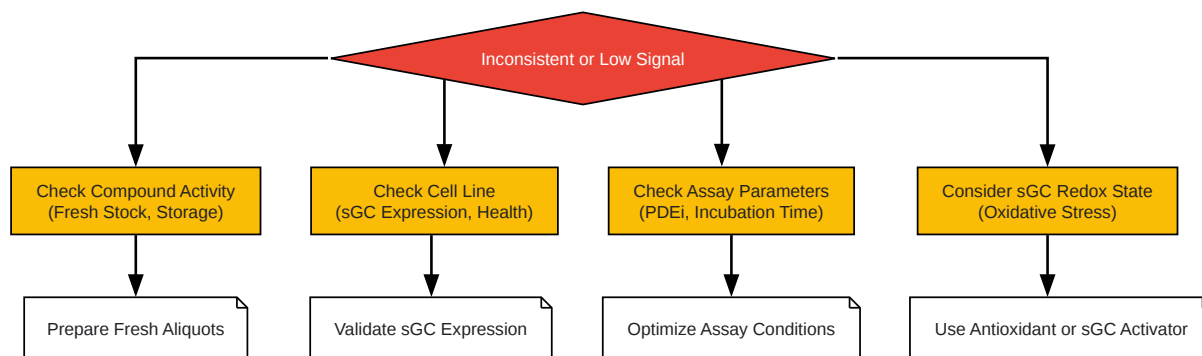 Inconsistent or Low Signal
Check Compound Activity
(Fresh Stock, Storage)
Check Cell Line
(sGC Expression, Health)
Check Assay Parameters
(PDEi, Incubation Time)
Consider sGC Redox State
(Oxidative Stress)
Prepare Fresh Aliquots
Validate sGC Expression
Optimize Assay Conditions
Use Antioxidant or sGC Activator